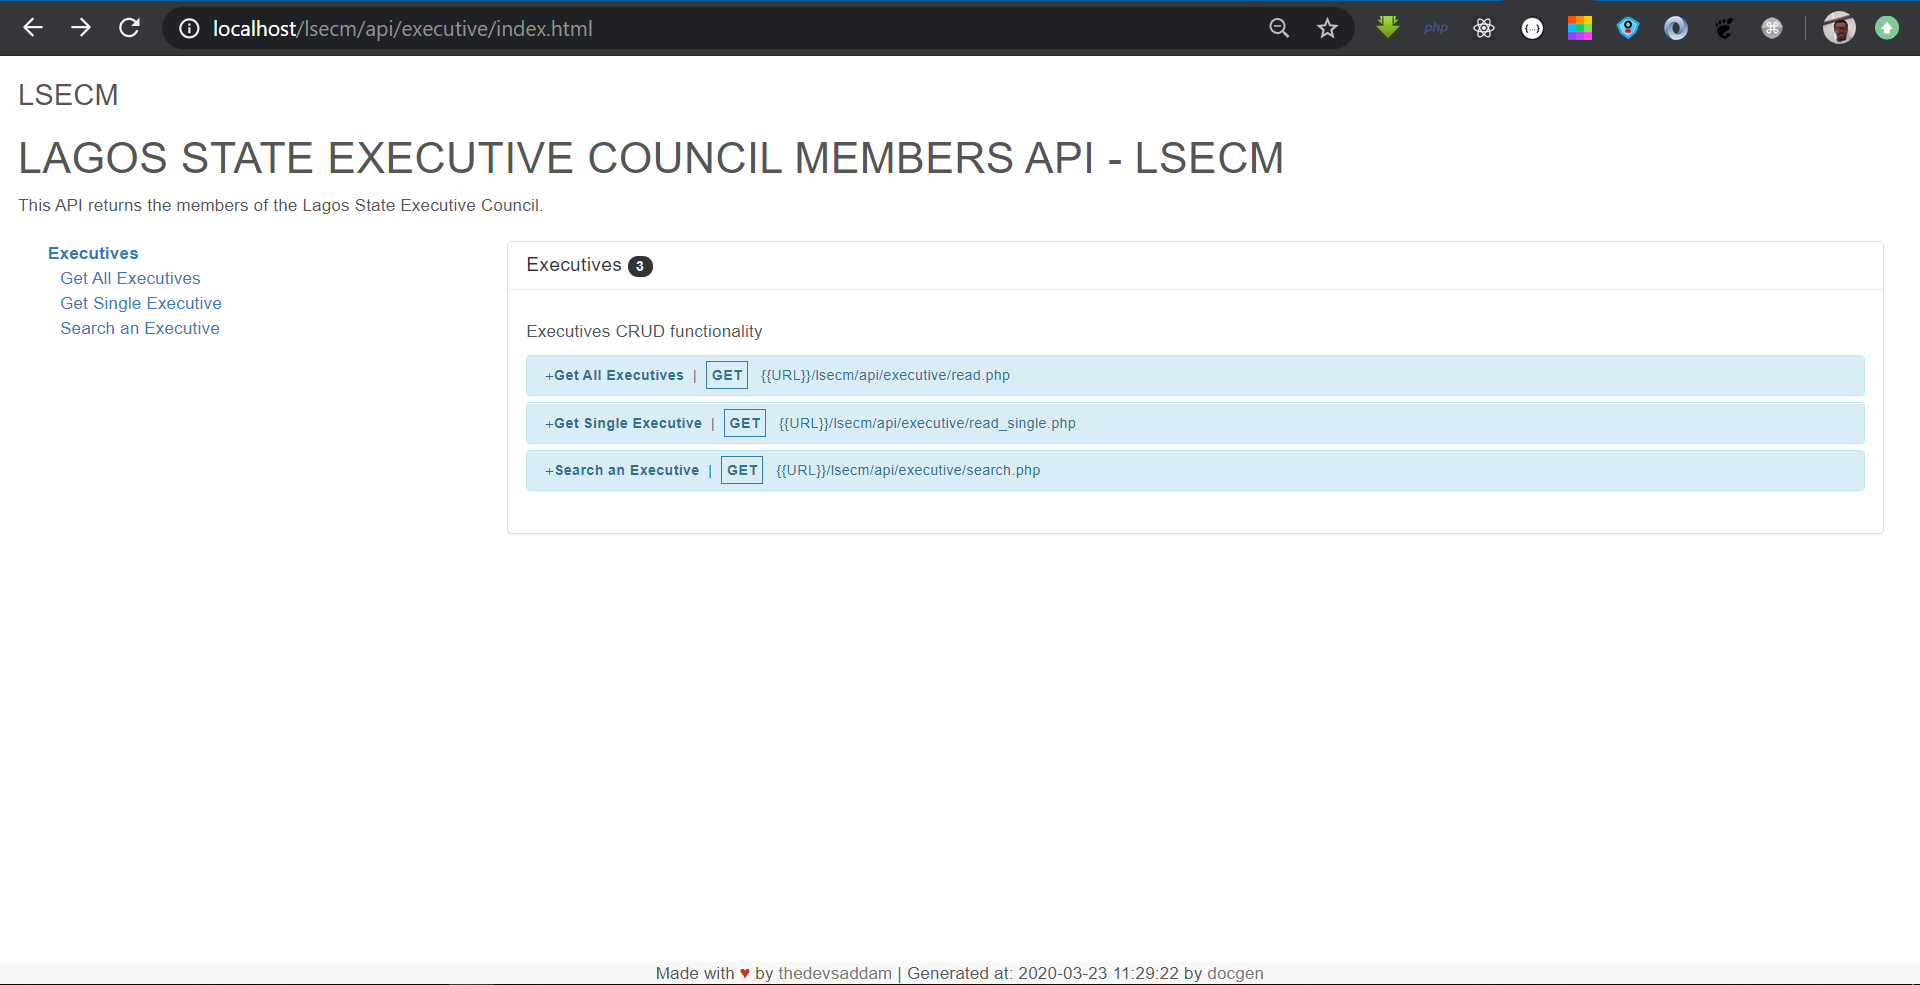 localhost/lsecm/api/executive/index.html
php
LSECM
LAGOS STATE EXECUTIVE COUNCIL MEMBERS API - LSECM
This API returns the members of the Lagos State Executive Council.
Executives
Get All Executives
Get Single Executive
Search an Executive
Executives 3
Executives CRUD functionality
+Get All Executives | GET {{URL}}/lsecm/api/executive/read.php
+Get Single Executive | GET {{URL}}/lsecm/api/executive/read_single.php
+Search an Executive | GET {{URL}}/lsecm/api/executive/search.php
Made with ♥ by thedevsaddam | Generated at: 2020-03-23 11:29:22 by docgen